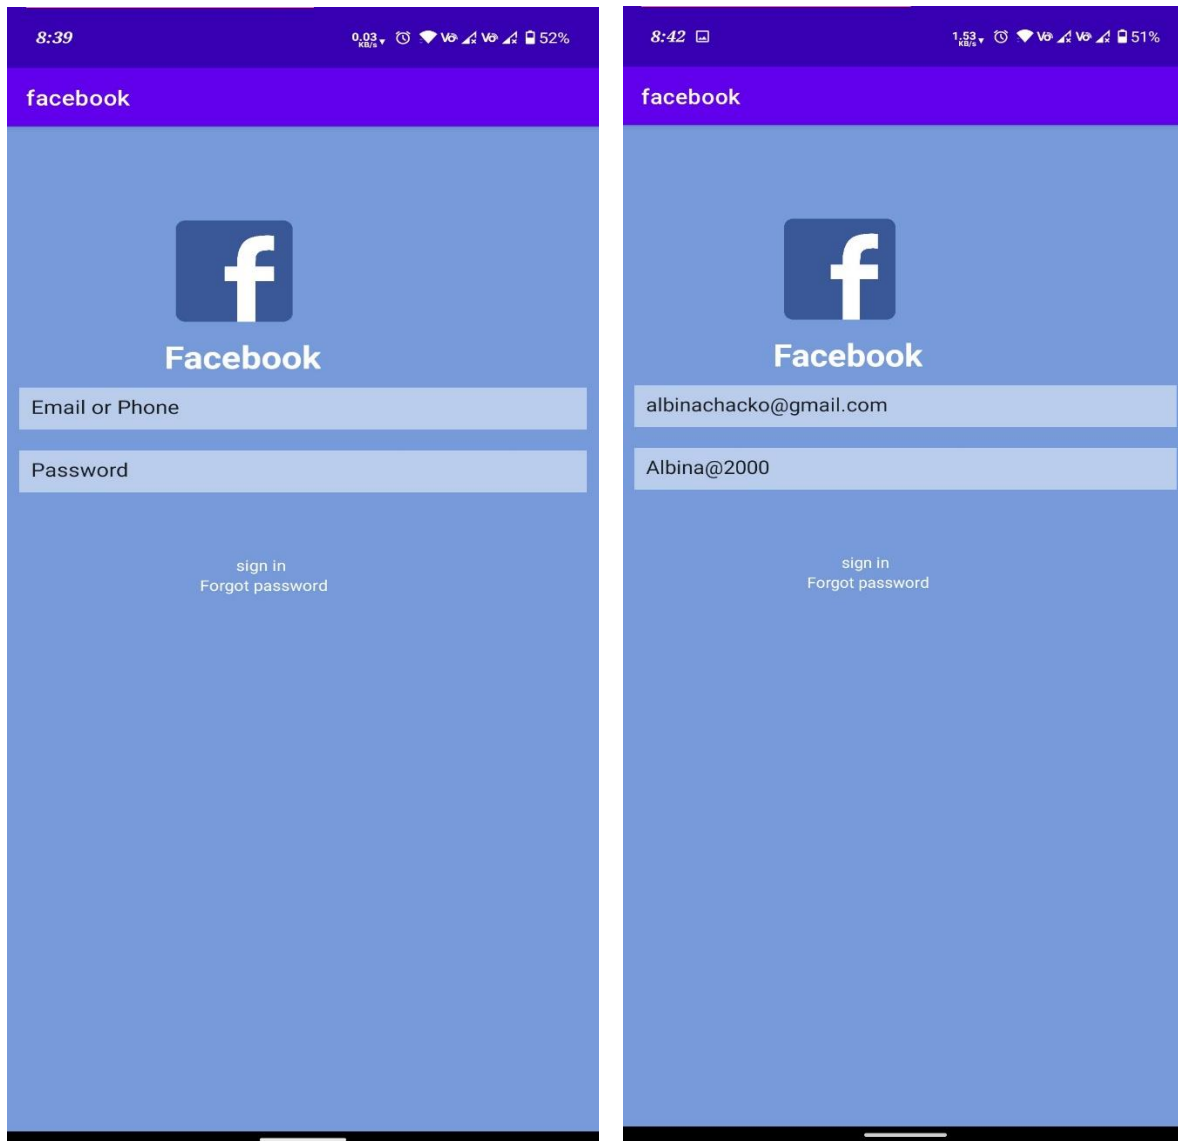 8:39
0.03 KB/s Vo Vo 52%
facebook
f
Facebook
Email or Phone
Password
sign in
Forgot password
8:42
1.53 KB/s Vo Vo 51%
facebook
f
Facebook
albinachacko@gmail.com
Albina@2000
sign in
Forgot password